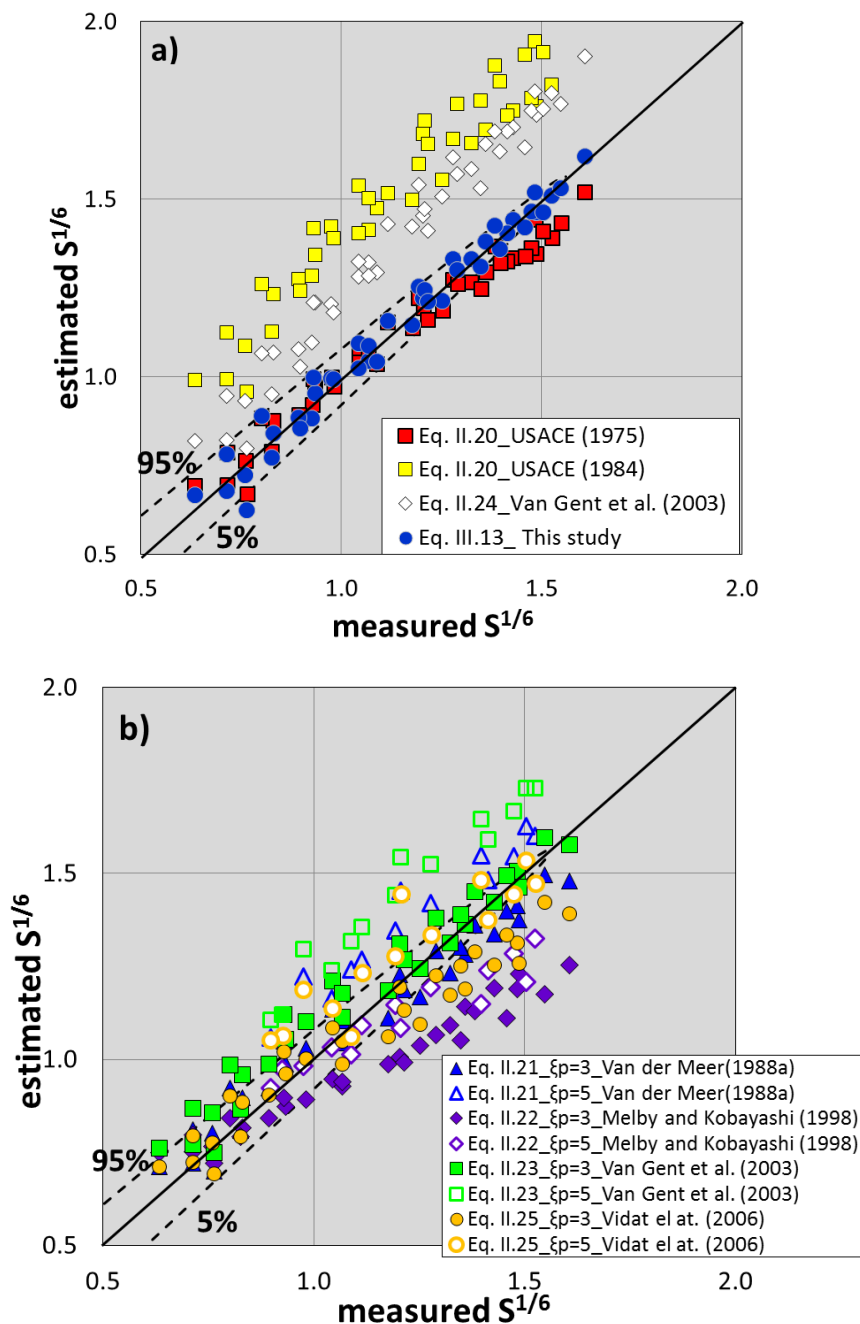 a)
2.0
1.5
1.0
0.5
estimated S^1/6
95%
5%
Eq. II.20_USACE (1975)
Eq. II.20_USACE (1984)
Eq. II.24_Van Gent et al. (2003)
Eq. III.13_ This study
0.5 1.0 1.5 2.0
measured S^1/6
b)
2.0
1.5
1.0
0.5
estimated S^1/6
95%
5%
Eq. II.21_ξp=3_Van der Meer(1988a)
Eq. II.21_ξp=5_Van der Meer(1988a)
Eq. II.22_ξp=3_Melby and Kobayashi (1998)
Eq. II.22_ξp=5_Melby and Kobayashi (1998)
Eq. II.23_ξp=3_Van Gent et al. (2003)
Eq. II.23_ξp=5_Van Gent et al. (2003)
Eq. II.25_ξp=3_Vidat el at. (2006)
Eq. II.25_ξp=5_Vidat el at. (2006)
0.5 1.0 1.5 2.0
measured S^1/6